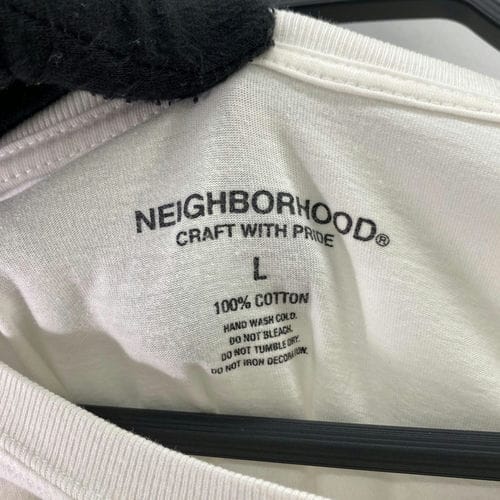 NEIGHBORHOOD®
CRAFT WITH PRIDE
L
100% COTTON
HAND WASH COLD.
DO NOT BLEACH.
DO NOT TUMBLE DRY.
DO NOT IRON DECORATION.